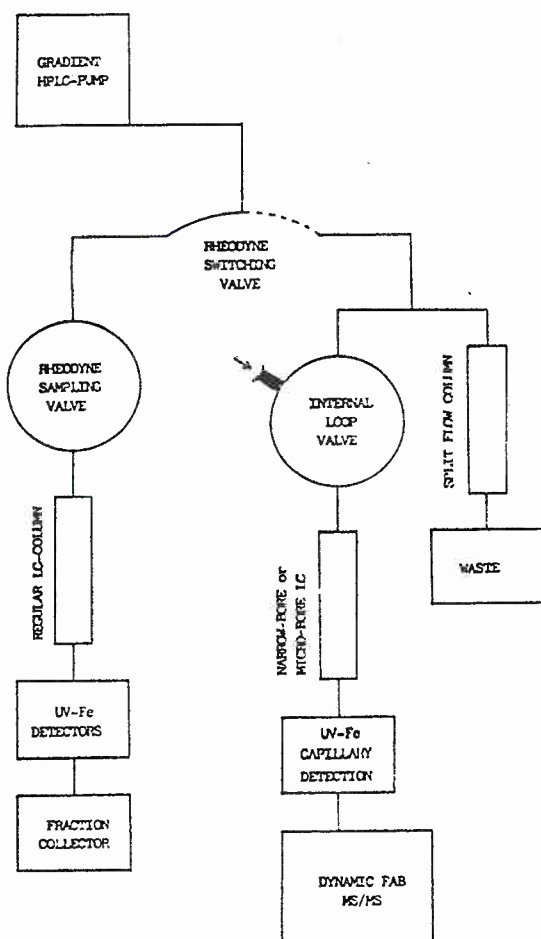 GRADIENT
HPLC-PUMP
RHEODYNE
SWITCHING
VALVE
RHEODYNE
SAMPLING
VALVE
INTERNAL
LOOP
VALVE
SPLIT FLOW COLUMN
REGULAR LC-COLUMN
NARROW-BORE or
MICRO-BORE LC
WASTE
UV-Fe
DETECTORS
UV-Fe
CAPILLARY
DETECTION
FRACTION
COLLECTOR
DYNAMIC FAB
MS/MS